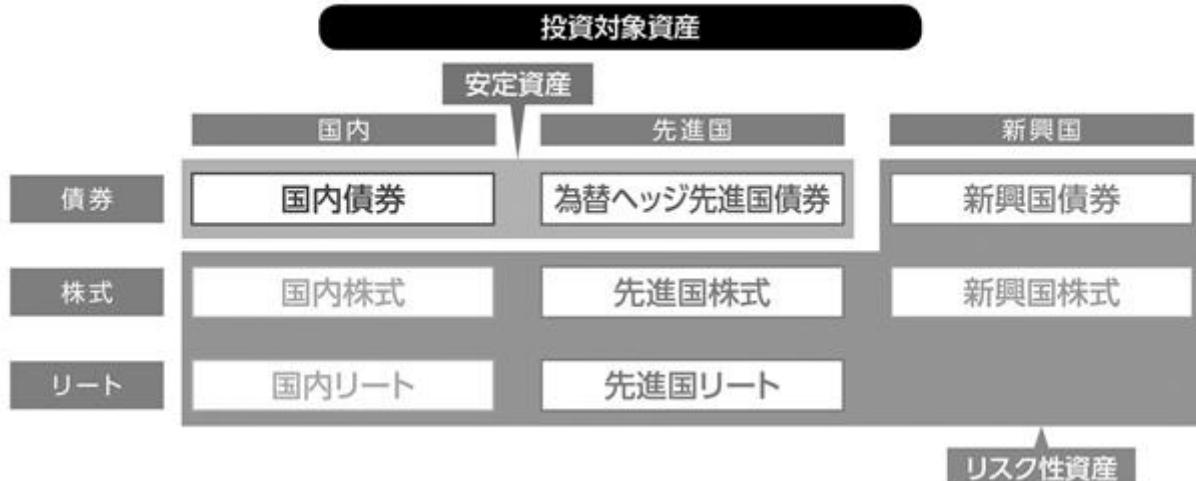 投資対象資産
安定資産
国内
先進国
新興国
債券
国内債券
為替ヘッジ先進国債券
新興国債券
株式
国内株式
先進国株式
新興国株式
リート
国内リート
先進国リート
リスク性資産